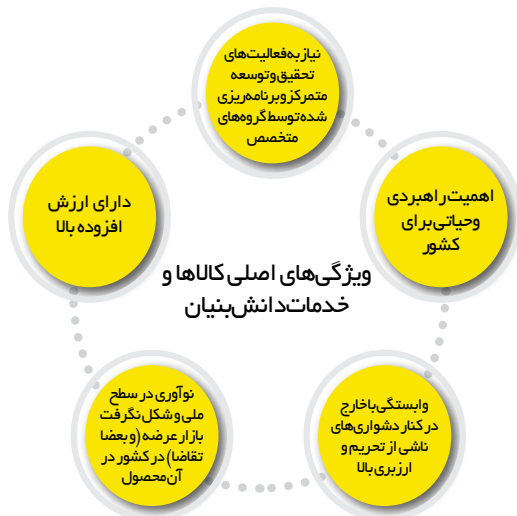 نیاز به فعالیت‌های
تحقیق و توسعه
متمرکز و برنامه‌ریزی
شده توسط گروه‌های
متخصص
اهمیت راهبردی
و حیاتی برای
کشور
دارای ارزش
افزوده بالا
ویژگی‌های اصلی کالاها و
خدمات دانش‌بنیان
وابستگی با خارج
در کنار دشواری‌های
ناشی از تحریم و
ارزبری بالا
نوآوری در سطح
ملی و شکل نگرفت
بازار عرضه (و بعضا
تقاضا) در کشور در
آن محصول